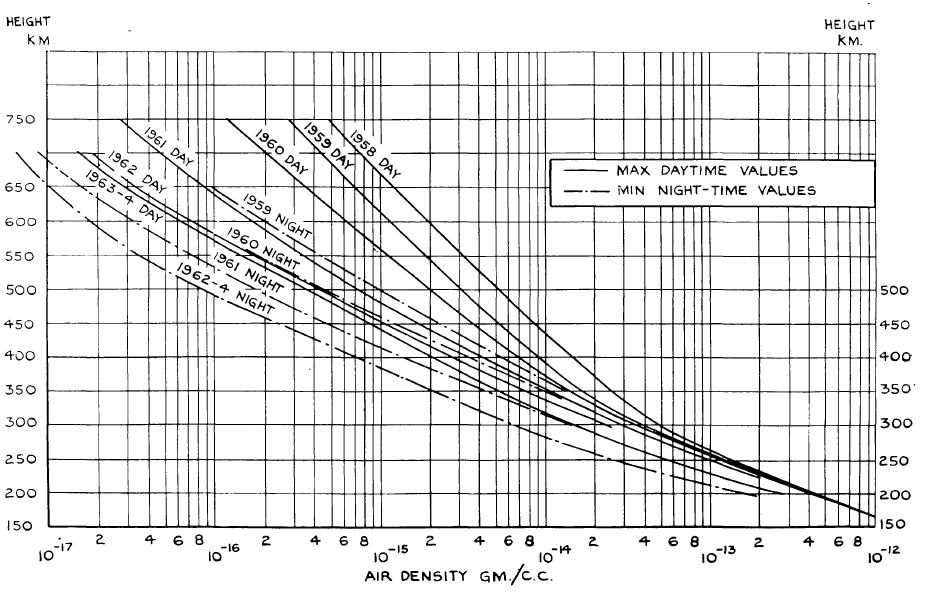 HEIGHT
KM
HEIGHT
KM.
750
650
600
550
500
450
400
350
300
250
200
150
500
450
400
350
300
250
200
150
1961 DAY
1960 DAY
1959 DAY
1958 DAY
1962 DAY
1963-4 DAY
1959 NIGHT
1960 NIGHT
1961 NIGHT
1962-4 NIGHT
MAX DAYTIME VALUES
MIN NIGHT-TIME VALUES
10-17 2 4 6 8 10-16 4 6 8 10-15 2 4 6 8 10-14 2 4 6 8 10-13 2 4 6 8 10-12
AIR DENSITY GM./C.C.